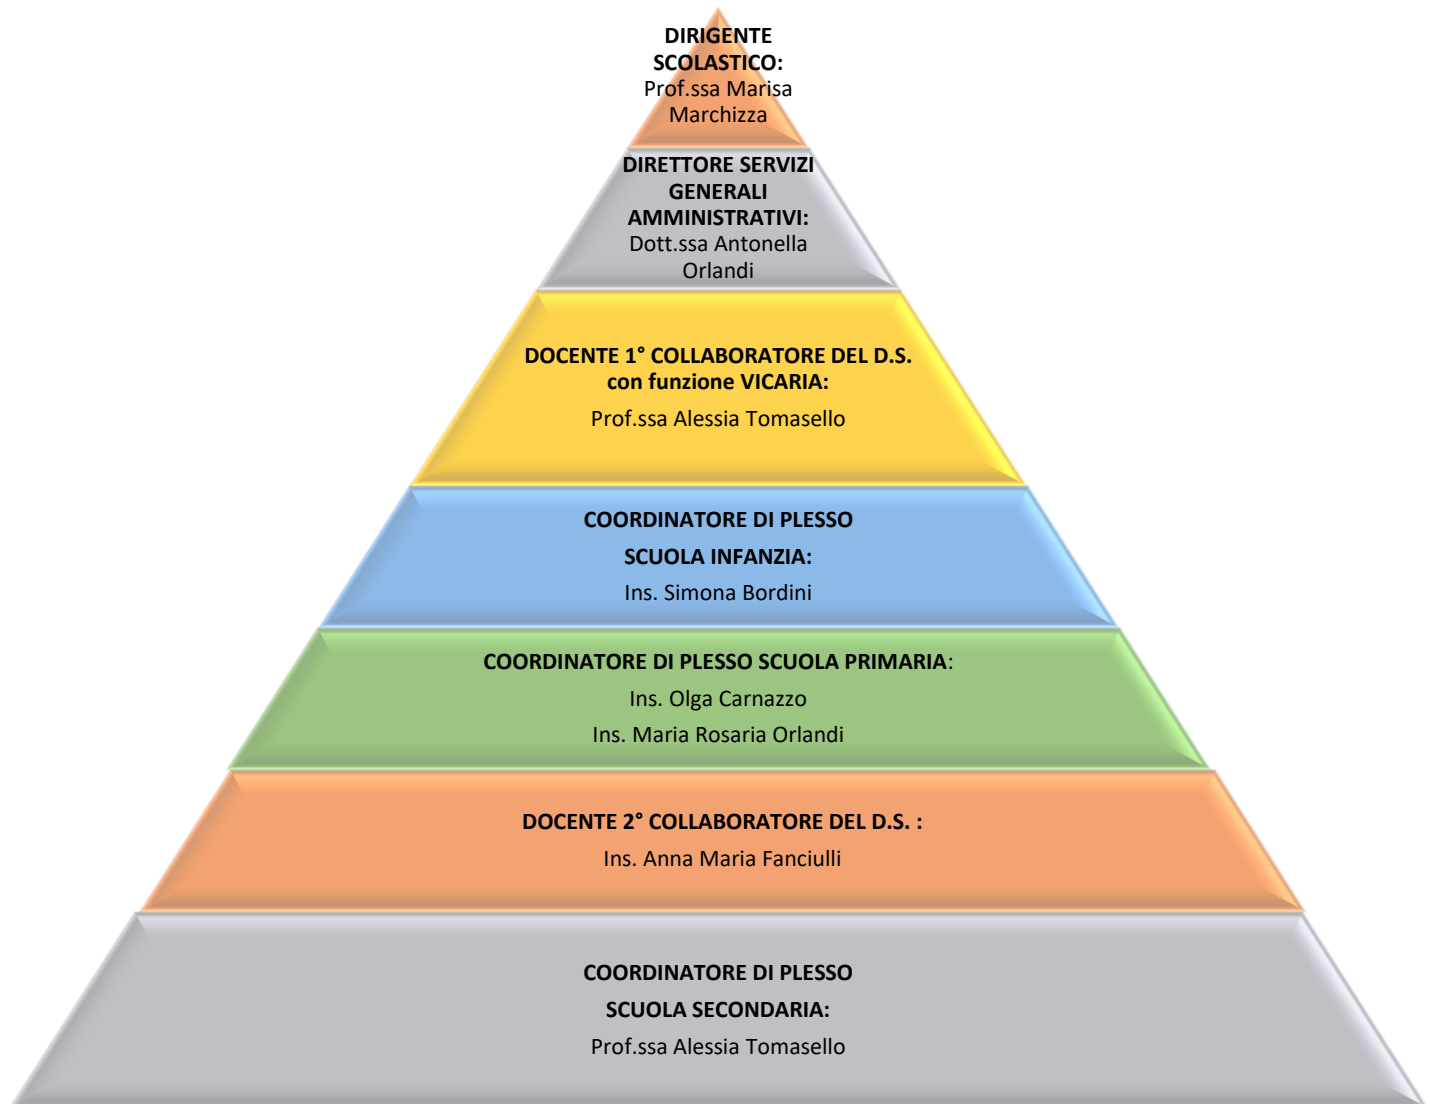 DIRIGENTE
SCOLASTICO:
Prof.ssa Marisa
Marchizza
DIRETTORE SERVIZI
GENERALI
AMMINISTRATIVI:
Dott.ssa Antonella
Orlandi
DOCENTE 1° COLLABORATORE DEL D.S.
con funzione VICARIA:
Prof.ssa Alessia Tomasello
COORDINATORE DI PLESSO
SCUOLA INFANZIA:
Ins. Simona Bordini
COORDINATORE DI PLESSO SCUOLA PRIMARIA:
Ins. Olga Carnazzo
Ins. Maria Rosaria Orlandi
DOCENTE 2° COLLABORATORE DEL D.S. :
Ins. Anna Maria Fanciulli
COORDINATORE DI PLESSO
SCUOLA SECONDARIA:
Prof.ssa Alessia Tomasello